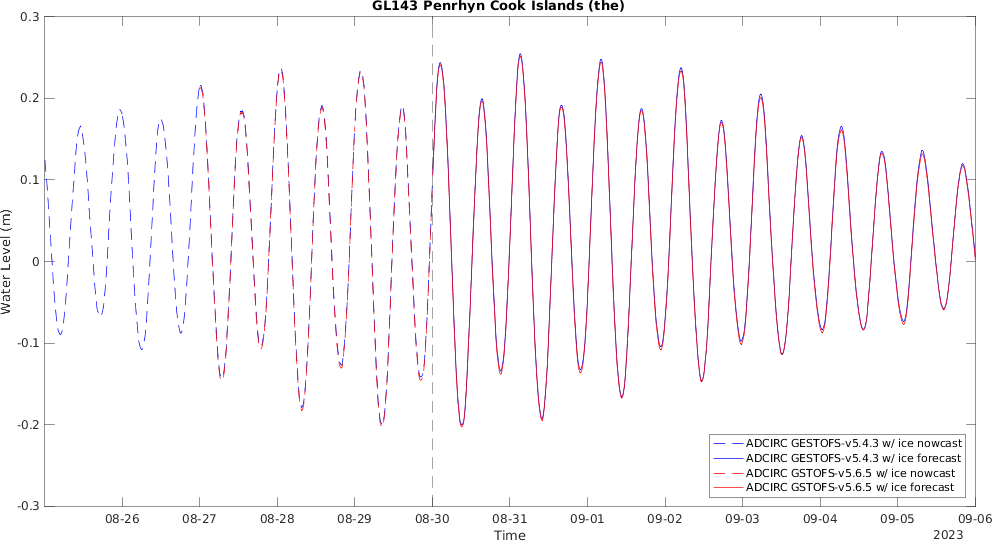 GL143 Penrhyn Cook Islands (the)
0.3
0.2
0.1
0
-0.1
-0.2
-0.3
Water Level (m)
ADCIRC GESTOFS-v5.4.3 w/ ice nowcast
ADCIRC GESTOFS-v5.4.3 w/ ice forecast
ADCIRC GSTOFS-v5.6.5 w/ ice nowcast
ADCIRC GSTOFS-v5.6.5 w/ ice forecast
08-26 08-27 08-28 08-29 08-30 08-31 09-01 09-02 09-03 09-04 09-05 09-06
Time
2023